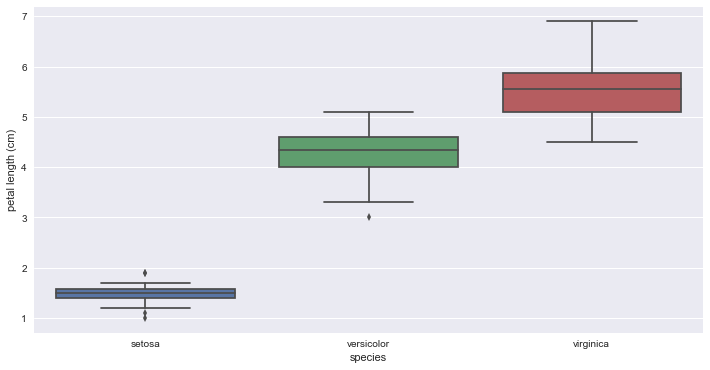 7
6
5
4
3
2
1
petal length (cm)
setosa versicolor virginica
species